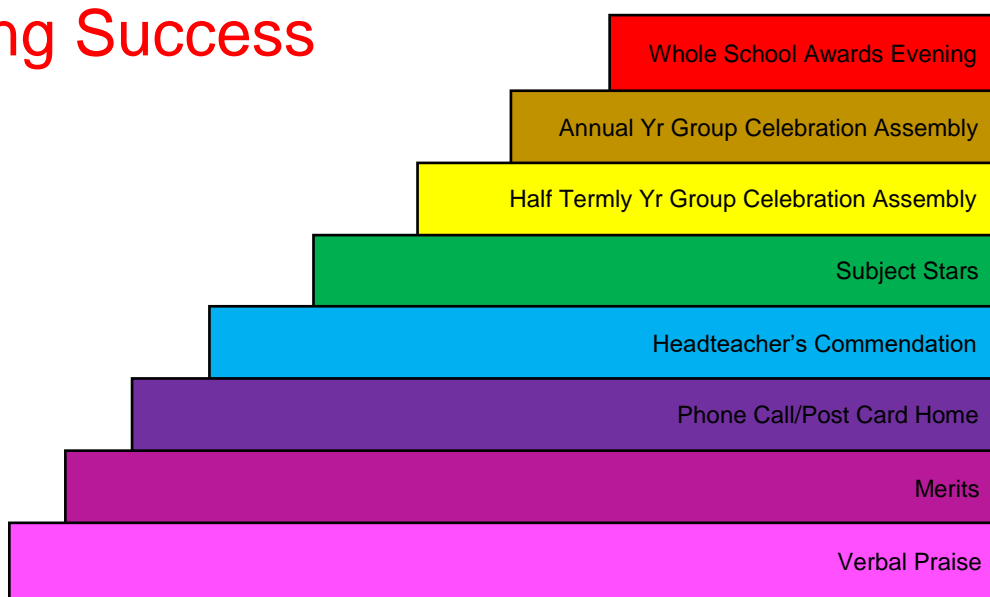 ng Success
Whole School Awards Evening
Annual Yr Group Celebration Assembly
Half Termly Yr Group Celebration Assembly
Subject Stars
Headteacher’s Commendation
Phone Call/Post Card Home
Merits
Verbal Praise